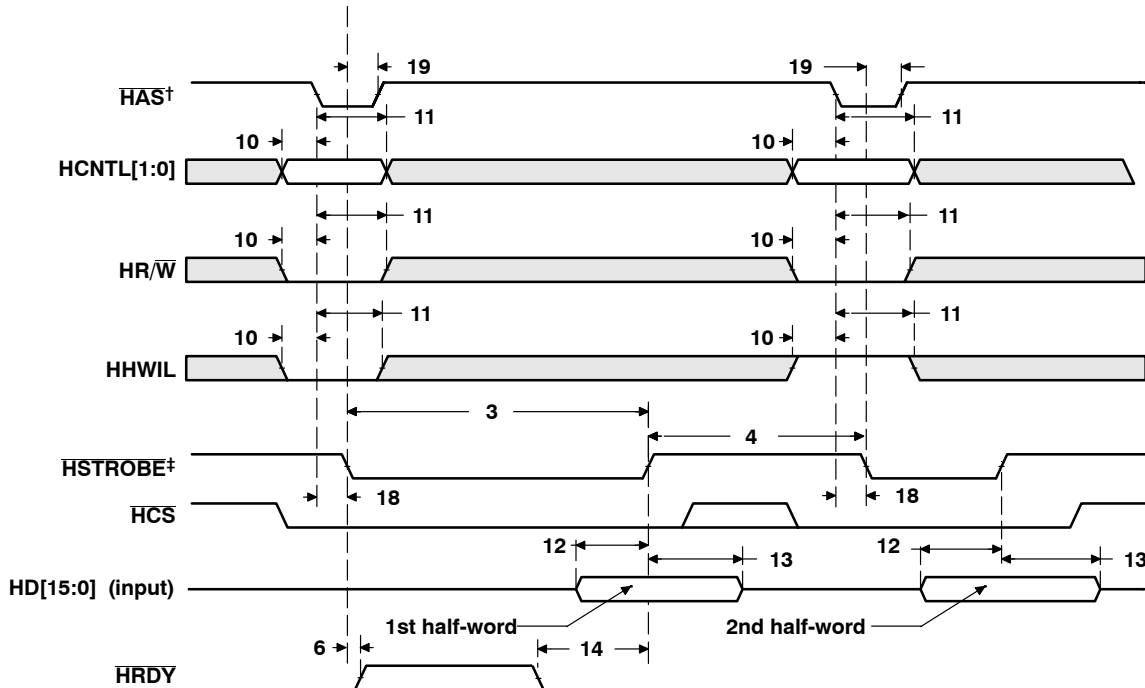 19
19
HAS†
11
11
10
10
HCNTL[1:0]
11
11
10
10
HR/W
11
11
10
10
HHWIL
3
4
HSTROBE‡
18
18
HCS
12
12
13
13
HD[15:0] (input)
1st half-word
2nd half-word
6
14
HRDY